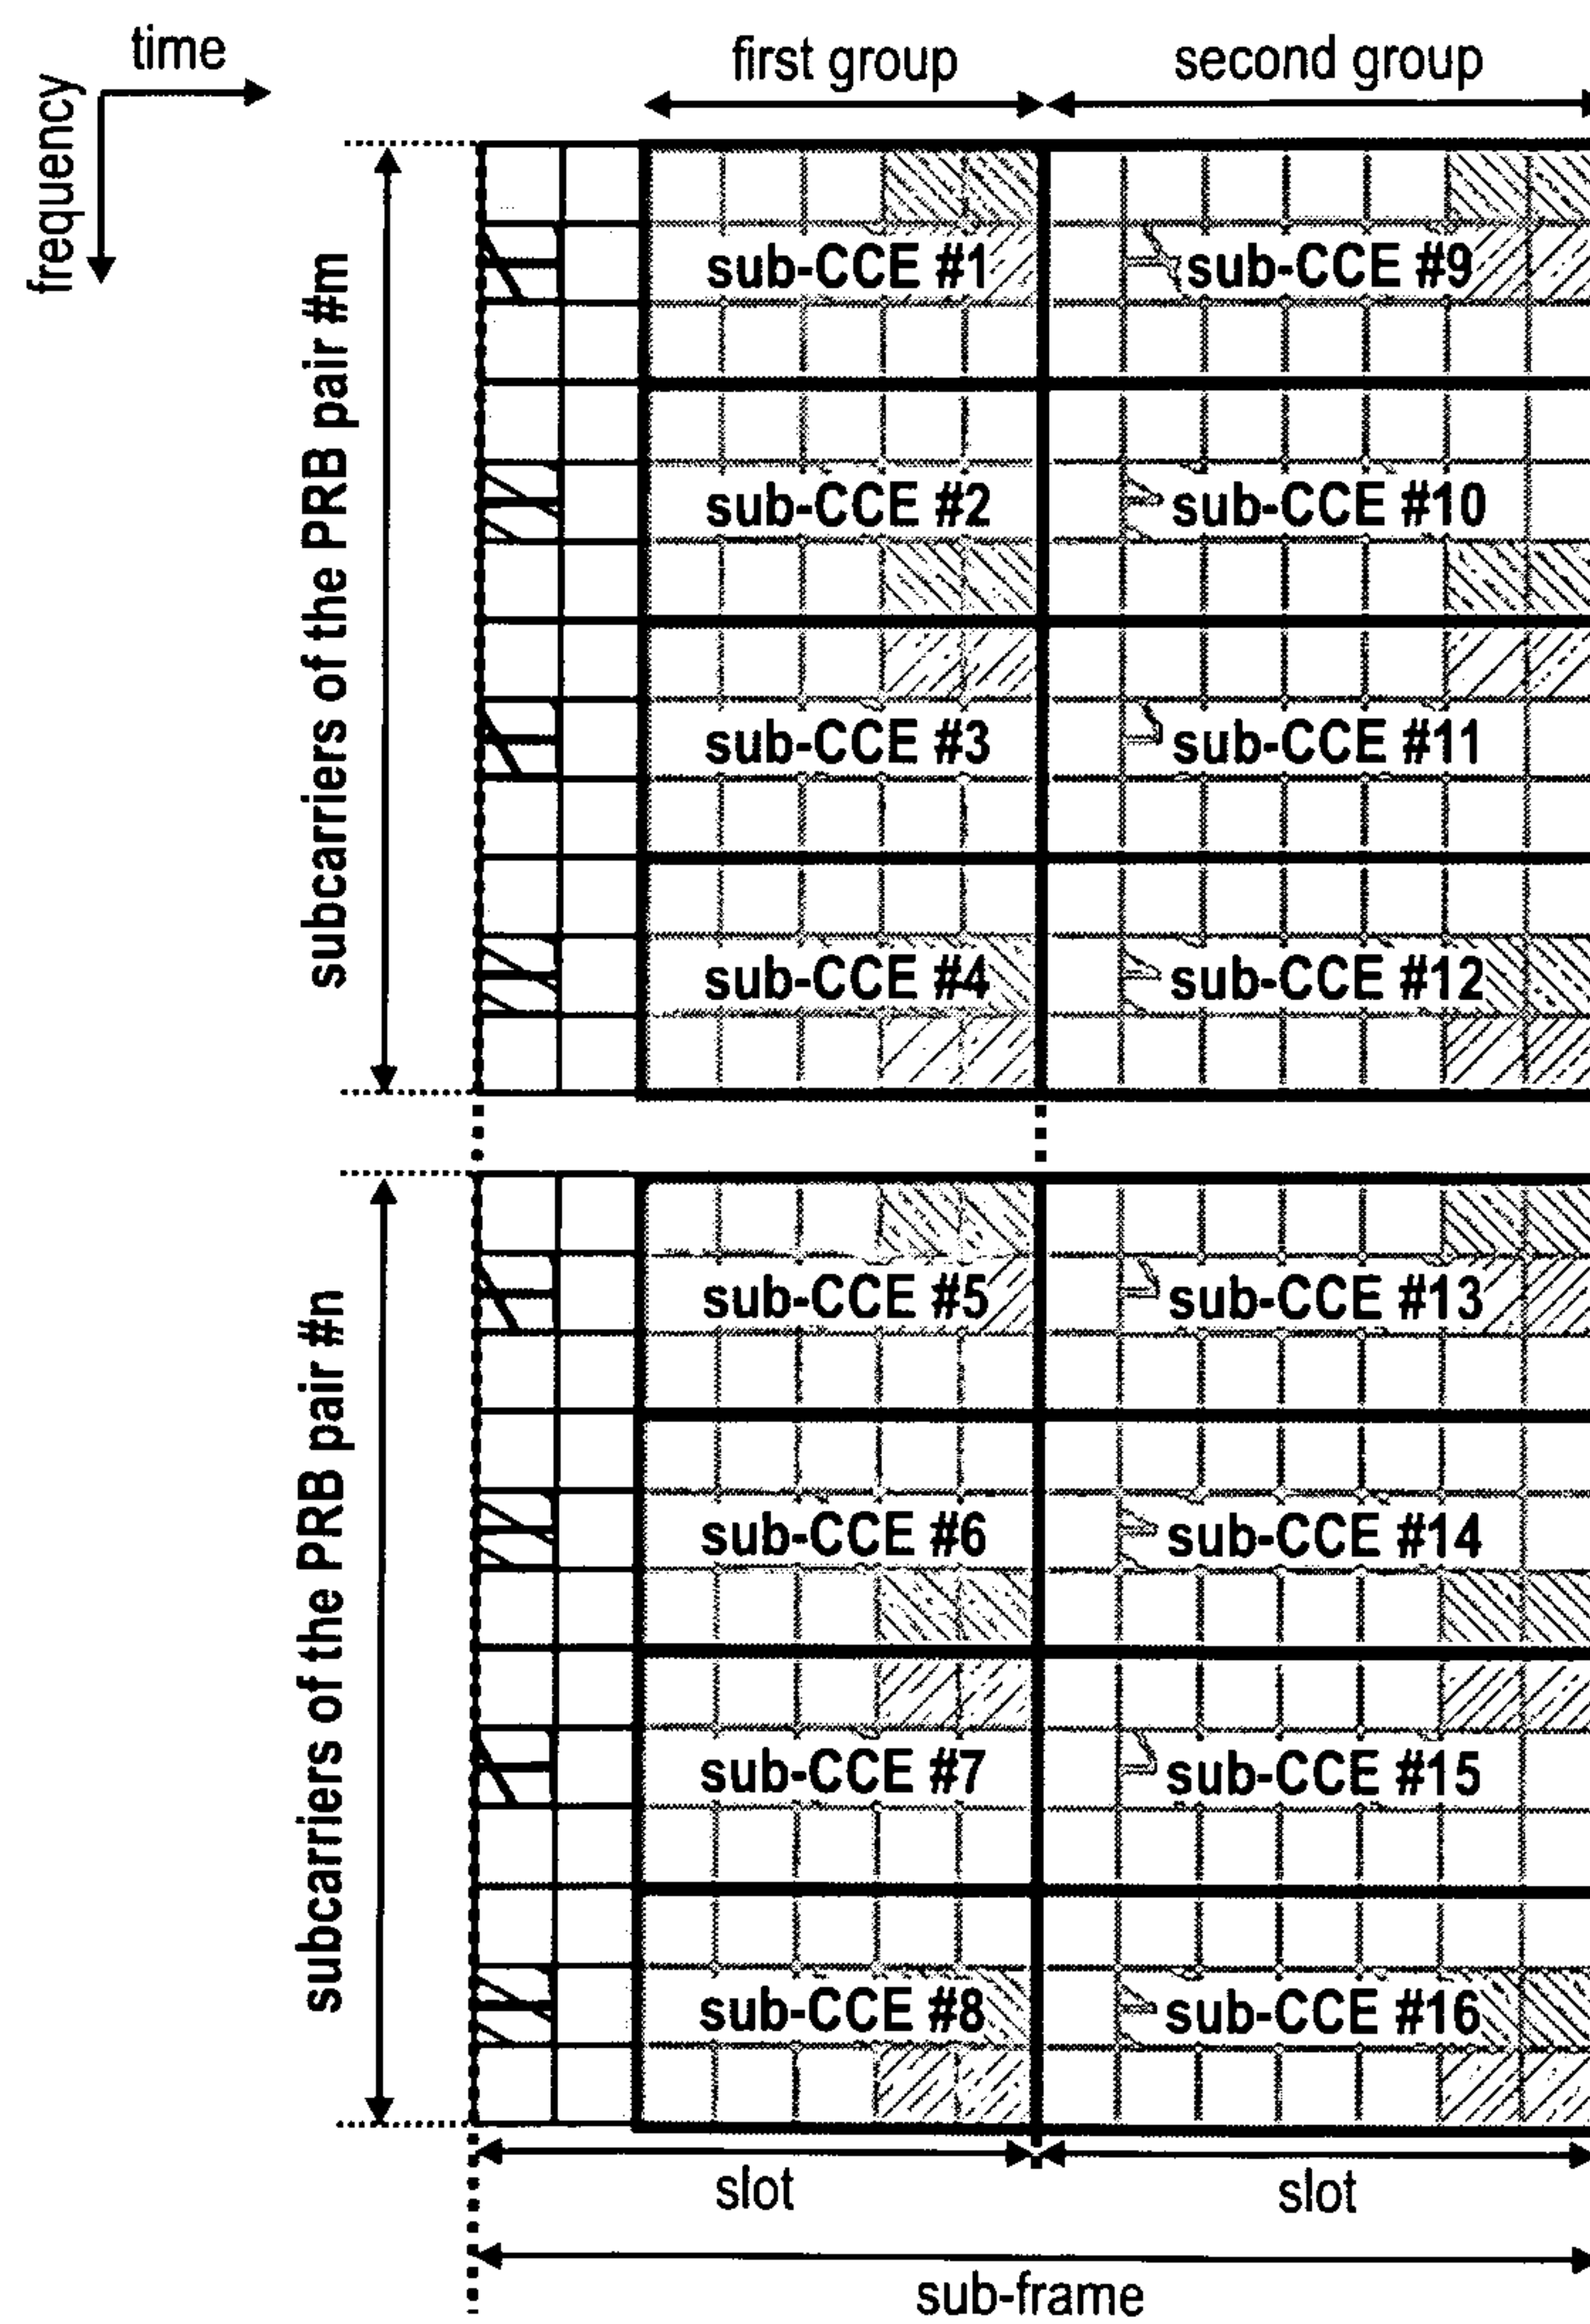 time
first group
second group
frequency
subcarriers of the PRB pair #m
sub-CCE #1
sub-CCE #9
sub-CCE #2
sub-CCE #10
sub-CCE #3
sub-CCE #11
sub-CCE #4
sub-CCE #12
subcarriers of the PRB pair #n
sub-CCE #5
sub-CCE #13
sub-CCE #6
sub-CCE #14
sub-CCE #7
sub-CCE #15
sub-CCE #8
sub-CCE #16
slot
slot
sub-frame